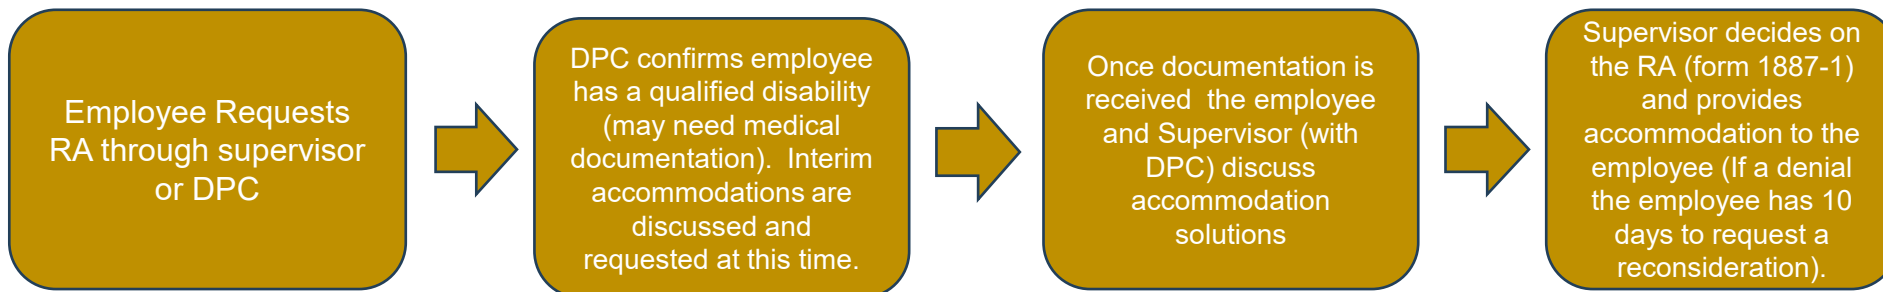 Employee Requests
RA through supervisor
or DPC
DPC confirms employee
has a qualified disability
(may need medical
documentation).  Interim
accommodations are
discussed and
requested at this time.
Once documentation is
received  the employee
and Supervisor (with
DPC) discuss
accommodation
solutions
Supervisor decides on
the RA (form 1887-1)
and provides
accommodation to the
employee (If a denial
the employee has 10
days to request a
reconsideration).